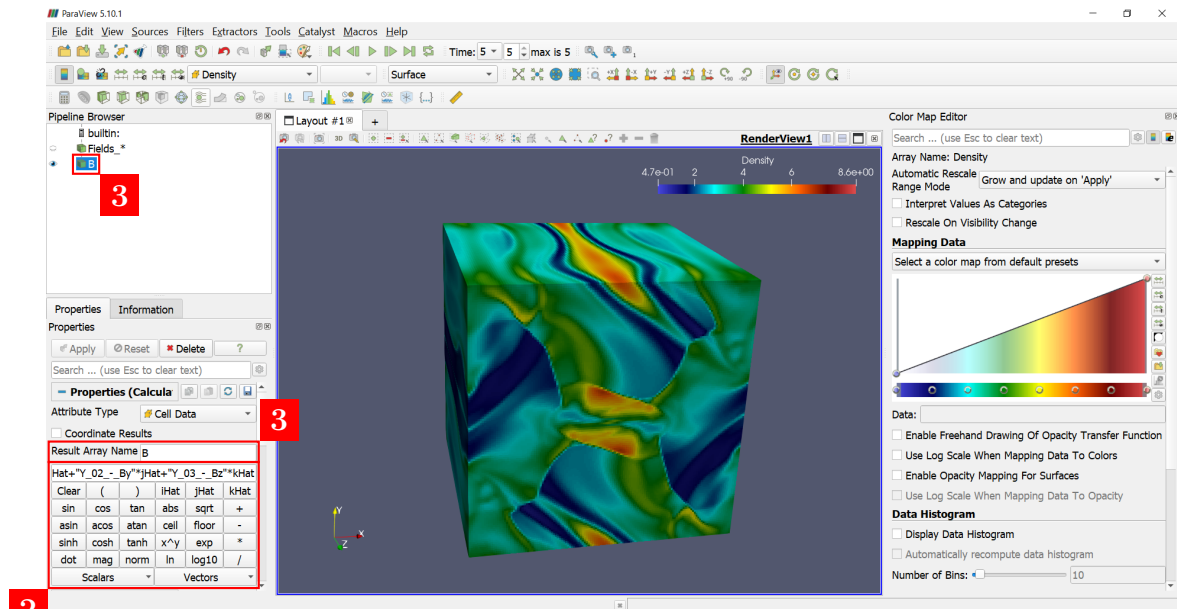 ParaView 5.10.1
File Edit View Sources Filters Extractors Tools Catalyst Macros Help
Time: 5 5 max is 5
Density Surface
Pipeline Browser
builtin:
Fields_*
B
3
Layout #1 +
3D
RenderView1
Density
4.7e-01 2 4 6 8.6e+00
Y
X
Z
Properties Information
Properties
Apply Reset Delete ?
Search ... (use Esc to clear text)
Properties (Calcula
Attribute Type Cell Data
Coordinate Results
3
Result Array Name B
Hat+"Y_02_-_By"*jHat+"Y_03_-_Bz"*kHat
Clear ( ) iHat jHat kHat
sin cos tan abs sqrt +
asin acos atan ceil floor -
sinh cosh tanh x^y exp *
dot mag norm ln log10 /
Scalars Vectors
Color Map Editor
Search ... (use Esc to clear text)
Array Name: Density
Automatic Rescale
Range Mode Grow and update on 'Apply'
Interpret Values As Categories
Rescale On Visibility Change
Mapping Data
Select a color map from default presets
Data:
Enable Freehand Drawing Of Opacity Transfer Function
Use Log Scale When Mapping Data To Colors
Enable Opacity Mapping For Surfaces
Use Log Scale When Mapping Data To Opacity
Data Histogram
Display Data Histogram
Automatically recompute data histogram
Number of Bins: 10